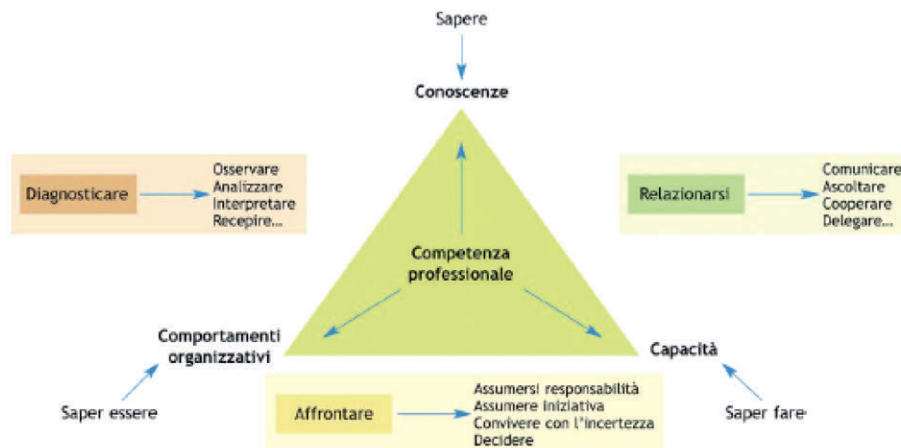 Sapere
Conoscenze
Diagnosticare
Osservare
Analizzare
Interpretare
Recepire...
Relazionarsi
Comunicare
Ascoltare
Cooperare
Delegare...
Competenza
professionale
Comportamenti
organizzativi
Capacità
Saper essere
Affrontare
Assumersi responsabilità
Assumere iniziativa
Convivere con l'incertezza
Decidere
Saper fare